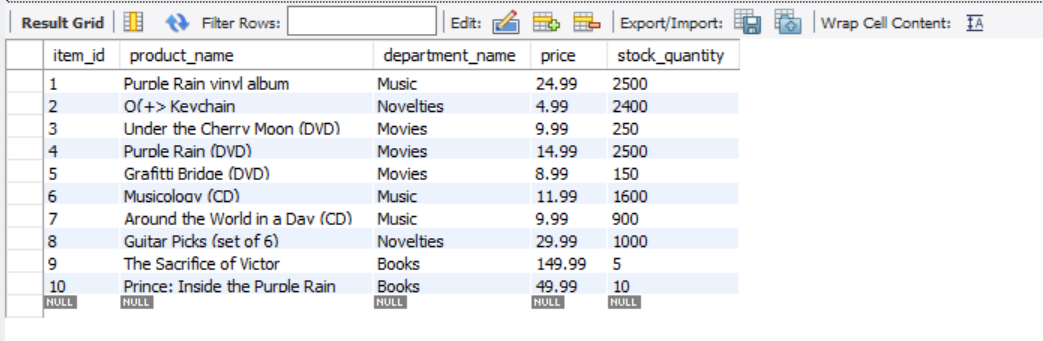 Result Grid Filter Rows: Edit: Export/Import: Wrap Cell Content: IA
item_id product_name department_name price stock_quantity
1 Purple Rain vinyl album Music 24.99 2500
2 O(+> Keychain Novelties 4.99 2400
3 Under the Cherry Moon (DVD) Movies 9.99 250
4 Purple Rain (DVD) Movies 14.99 2500
5 Grafitti Bridge (DVD) Movies 8.99 150
6 Musicology (CD) Music 11.99 1600
7 Around the World in a Day (CD) Music 9.99 900
8 Guitar Picks (set of 6) Novelties 29.99 1000
9 The Sacrifice of Victor Books 149.99 5
10 Prince: Inside the Purple Rain Books 49.99 10
NULL NULL NULL NULL NULL